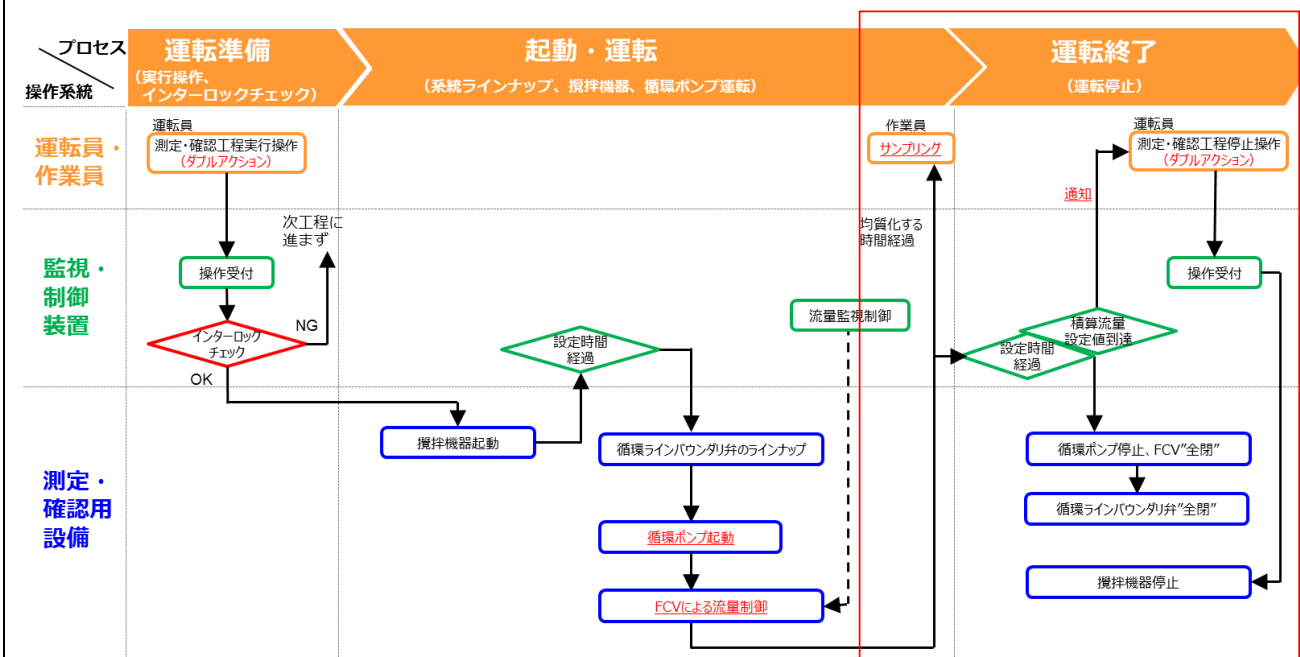 プロセス
操作系統
運転準備
(実行操作、
インターロックチェック)
起動・運転
(系統ラインナップ、攪拌機器、循環ポンプ運転)
運転終了
(運転停止)
運転員・
作業員
運転員
測定・確認工程実行操作
(ダブルアクション)
作業員
サンプリング
運転員
測定・確認工程停止操作
(ダブルアクション)
通知
監視・
制御
装置
次工程に
進まず
操作受付
インターロック
チェック
NG
OK
設定時間
経過
流量監視制御
均質化する
時間経過
設定時間
経過
積算流量
設定値到達
操作受付
測定・
確認用
設備
攪拌機器起動
循環ラインバウンダリ弁のラインナップ
循環ポンプ起動
FCVによる流量制御
循環ポンプ停止、FCV"全閉"
循環ラインバウンダリ弁"全閉"
攪拌機器停止